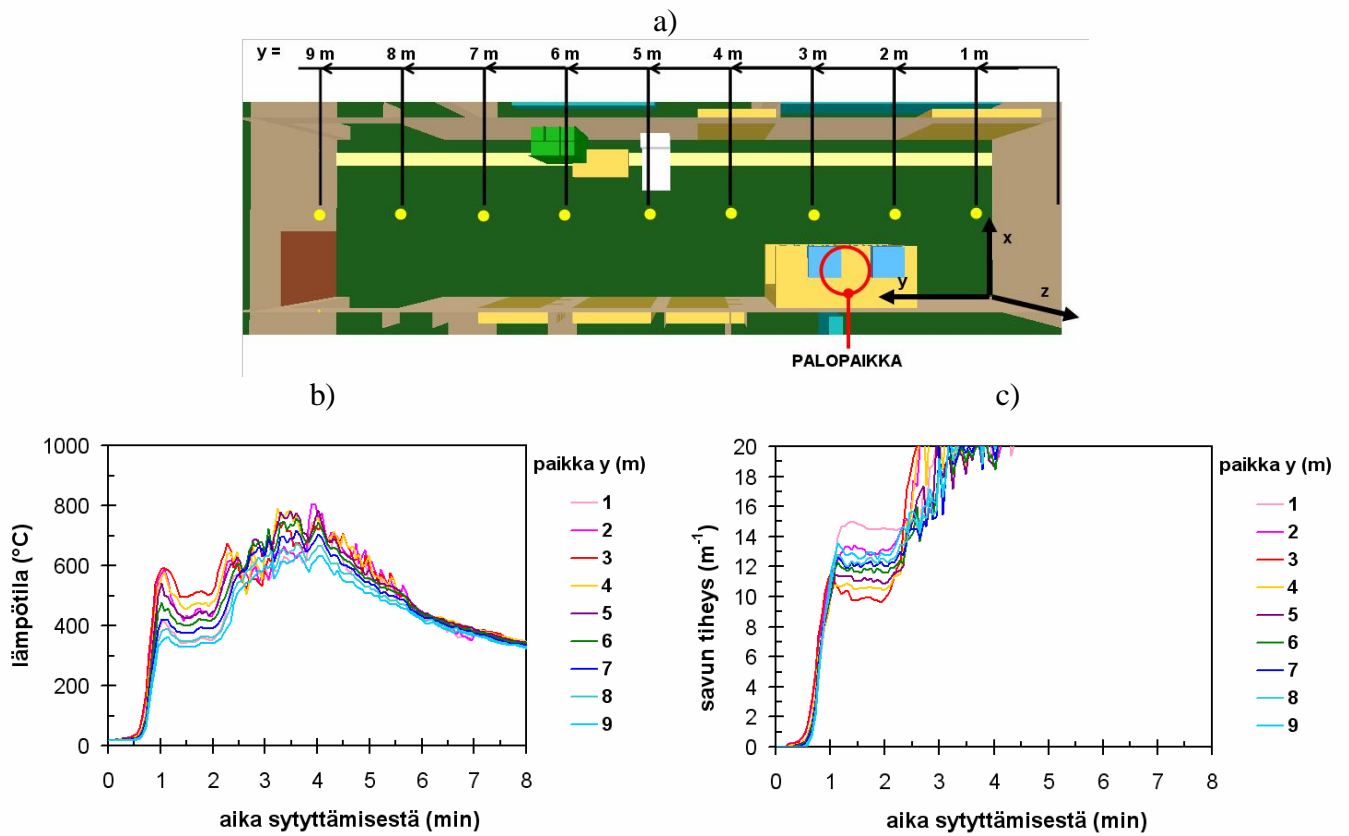 a)
y = 9 m 8 m 7 m 6 m 5 m 4 m 3 m 2 m 1 m
x
y
z
PALOPAIKKA
b)
c)
1000
800
600
400
200
0
lämpötila (°C)
0 1 2 3 4 5 6 7 8
aika sytyttämisestä (min)
paikka y (m)
1
2
3
4
5
6
7
8
9
20
18
16
14
12
10
8
6
4
2
0
savun tiheys (m⁻¹)
0 1 2 3 4 5 6 7 8
aika sytyttämisestä (min)
paikka y (m)
1
2
3
4
5
6
7
8
9